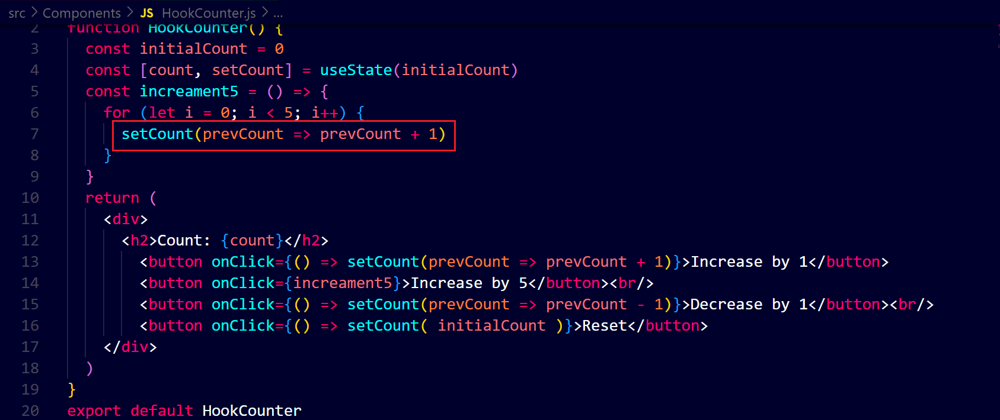 src > Components > JS HookCounter.js > ...
2 function HookCounter() {
3 const initialCount = 0
4 const [count, setCount] = useState(initialCount)
5 const increament5 = () => {
6 for (let i = 0; i < 5; i++) {
7 setCount(prevCount => prevCount + 1)
8 }
9 }
10 return (
11 <div>
12 <h2>Count: {count}</h2>
13 <button onClick={() => setCount(prevCount => prevCount + 1)}>Increase by 1</button>
14 <button onClick={increament5}>Increase by 5</button><br/>
15 <button onClick={() => setCount(prevCount => prevCount - 1)}>Decrease by 1</button><br/>
16 <button onClick={() => setCount( initialCount )}>Reset</button>
17 </div>
18 )
19 }
20 export default HookCounter